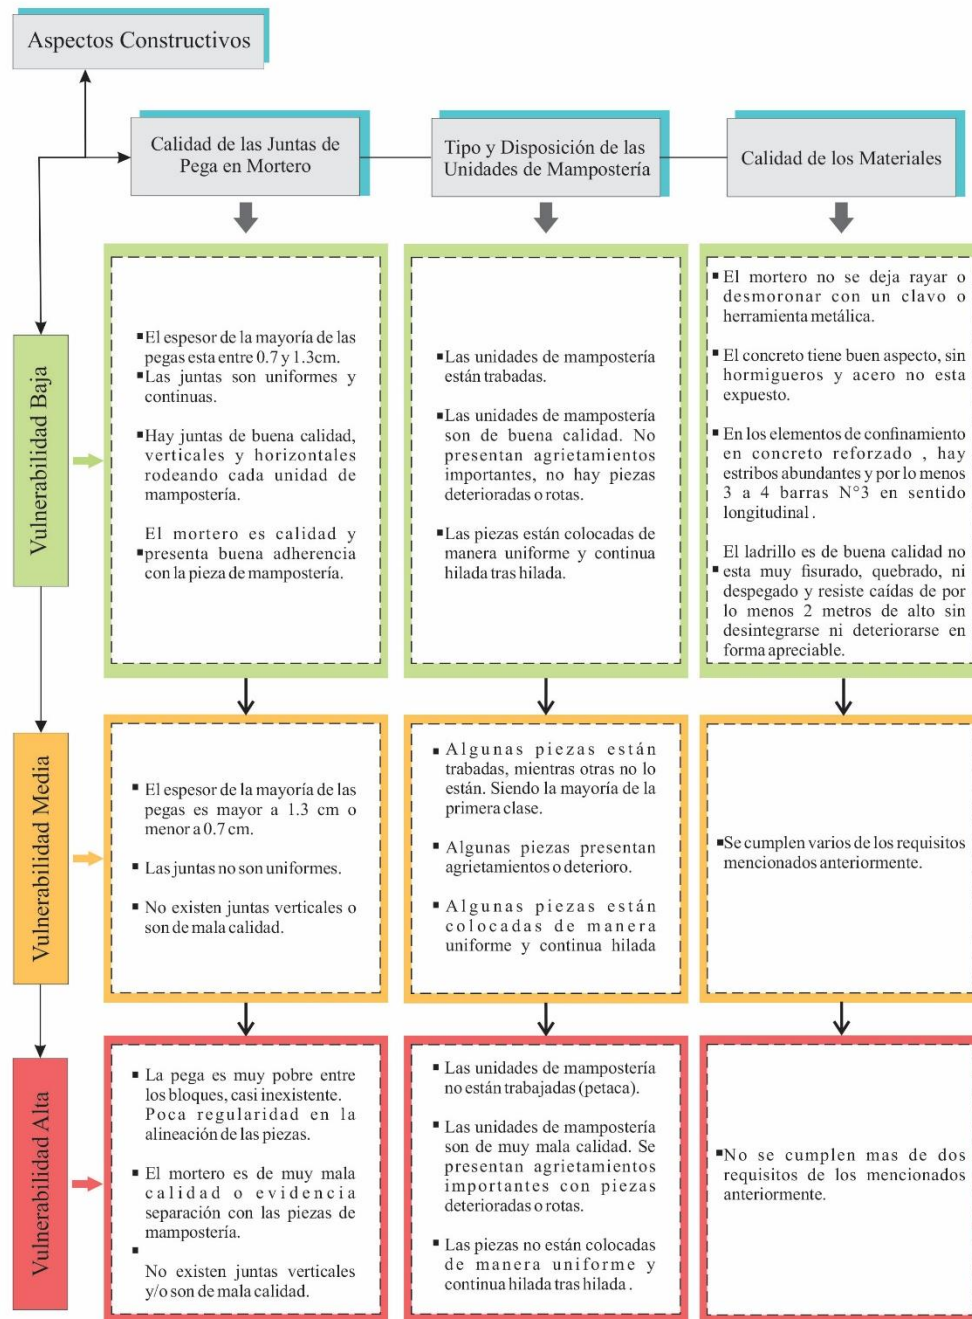 Aspectos Constructivos
Calidad de las Juntas de
Pega en Mortero
Tipo y Disposición de las
Unidades de Mampostería
Calidad de los Materiales
Vulnerabilidad Baja
▪El espesor de la mayoría de las
pegas esta entre 0.7 y 1.3cm.
▪Las juntas son uniformes y
continuas.
▪Hay juntas de buena calidad,
verticales y horizontales
rodeando cada unidad de
mampostería.
El mortero es calidad y
▪presenta buena adherencia
con la pieza de mampostería.
▪Las unidades de mampostería
están trabadas.
▪Las unidades de mampostería
son de buena calidad. No
presentan agrietamientos
importantes, no hay piezas
deterioradas o rotas.
▪Las piezas están colocadas de
manera uniforme y continua
hilada tras hilada.
▪El mortero no se deja rayar o
desmoronar con un clavo o
herramienta metálica.
▪El concreto tiene buen aspecto, sin
hormigueros y acero no esta
expuesto.
▪En los elementos de confinamiento
en concreto reforzado , hay
estribos abundantes y por lo menos
3 a 4 barras N°3 en sentido
longitudinal .
El ladrillo es de buena calidad no
▪esta muy fisurado, quebrado, ni
despegado y resiste caídas de por
lo menos 2 metros de alto sin
desintegrarse ni deteriorarse en
forma apreciable.
Vulnerabilidad Media
▪ El espesor de la mayoría de las
pegas es mayor a 1.3 cm o
menor a 0.7 cm.
▪ Las juntas no son uniformes.
▪ No existen juntas verticales o
son de mala calidad.
▪ Algunas piezas están
trabadas, mientras otras no lo
están. Siendo la mayoría de la
primera clase.
▪ Algunas piezas presentan
agrietamientos o deterioro.
▪ Algunas piezas están
colocadas de manera
uniforme y continua hilada
▪Se cumplen varios de los requisitos
mencionados anteriormente.
Vulnerabilidad Alta
▪ La pega es muy pobre entre
los bloques, casi inexistente.
Poca regularidad en la
alineación de las piezas.
▪ El mortero es de muy mala
calidad o evidencia
separación con las piezas de
mampostería.
▪
No existen juntas verticales
y/o son de mala calidad.
▪ Las unidades de mampostería
no están trabajadas (petaca).
▪ Las unidades de mampostería
son de muy mala calidad. Se
presentan agrietamientos
importantes con piezas
deterioradas o rotas.
▪ Las piezas no están colocadas
de manera uniforme y
continua hilada tras hilada .
▪No se cumplen mas de dos
requisitos de los mencionados
anteriormente.